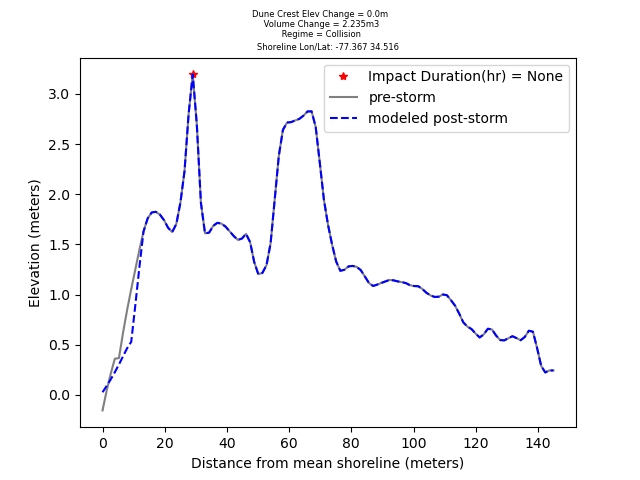 Dune Crest Elev Change = 0.0m
Volume Change = 2.235m3
Regime = Collision
Shoreline Lon/Lat: -77.367 34.516
Impact Duration(hr) = None
pre-storm
modeled post-storm
Elevation (meters)
3.0
2.5
2.0
1.5
1.0
0.5
0.0
0 20 40 60 80 100 120 140
Distance from mean shoreline (meters)